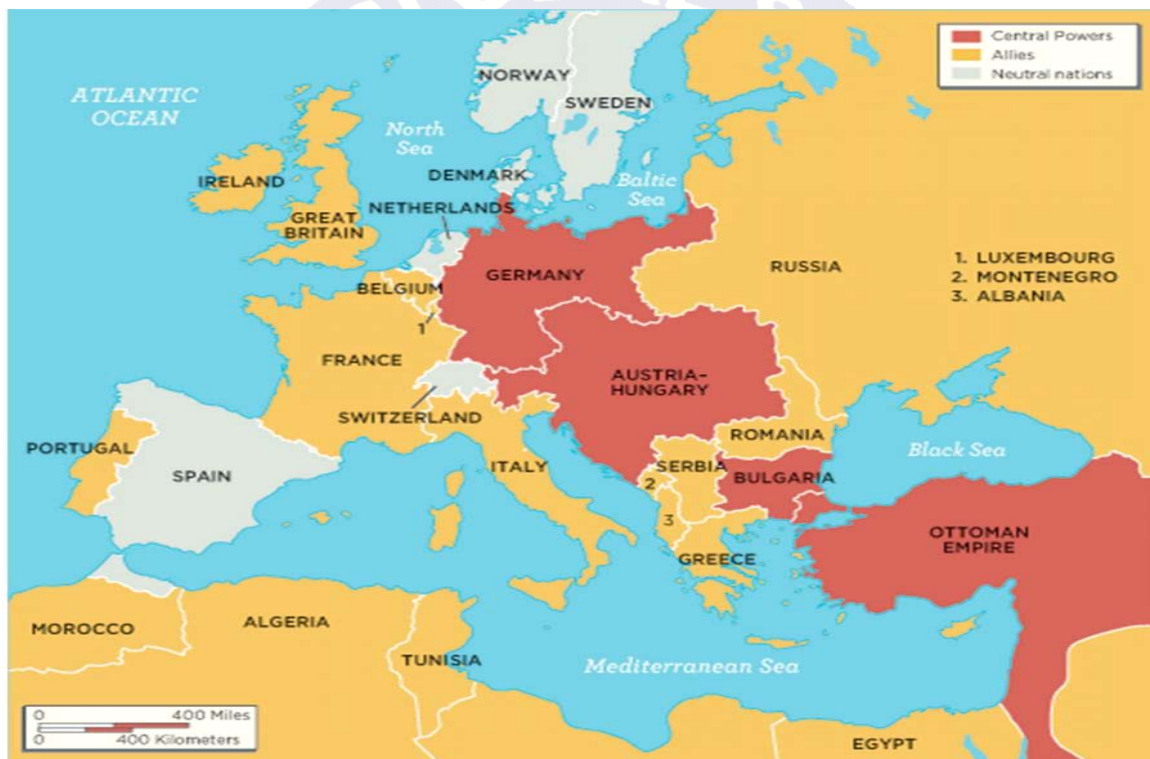 Central Powers
Allies
Neutral nations
ATLANTIC
OCEAN
NORWAY
SWEDEN
North
Sea
DENMARK
Baltic
Sea
IRELAND
NETHERLANDS
GREAT
BRITAIN
GERMANY
RUSSIA
1. LUXEMBOURG
2. MONTENEGRO
3. ALBANIA
BELGIUM
1
FRANCE
AUSTRIA–
HUNGARY
SWITZERLAND
PORTUGAL
ROMANIA
Black Sea
SPAIN
ITALY
SERBIA
2
BULGARIA
3
OTTOMAN
EMPIRE
GREECE
MOROCCO
ALGERIA
TUNISIA
Mediterranean Sea
0 400 Miles
0 400 Kilometers
EGYPT